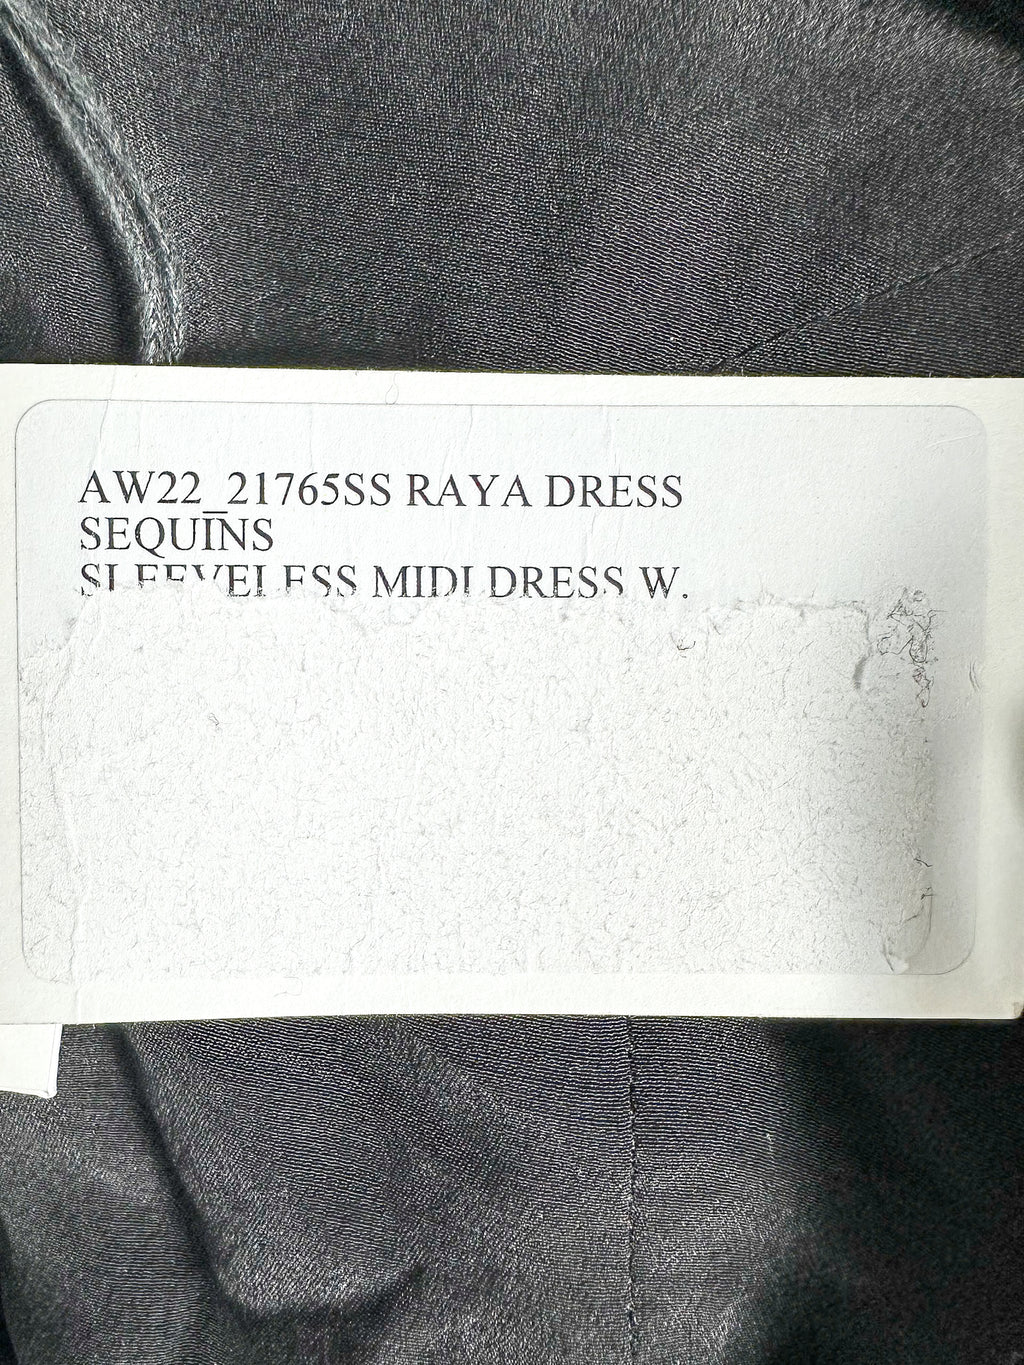 AW22_21765SS RAYA DRESS
SEQUINS
SLEEVELESS MIDI DRESS W.